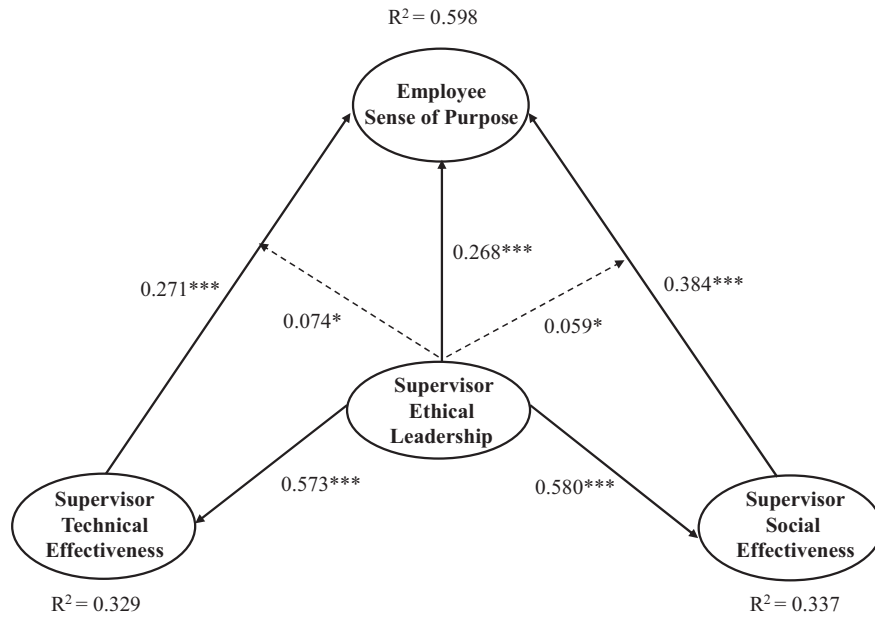 R² = 0.598
Employee
Sense of Purpose
0.268***
0.271***
0.384***
0.074*
0.059*
Supervisor
Ethical
Leadership
0.573***
0.580***
Supervisor
Technical
Effectiveness
Supervisor
Social
Effectiveness
R² = 0.329
R² = 0.337